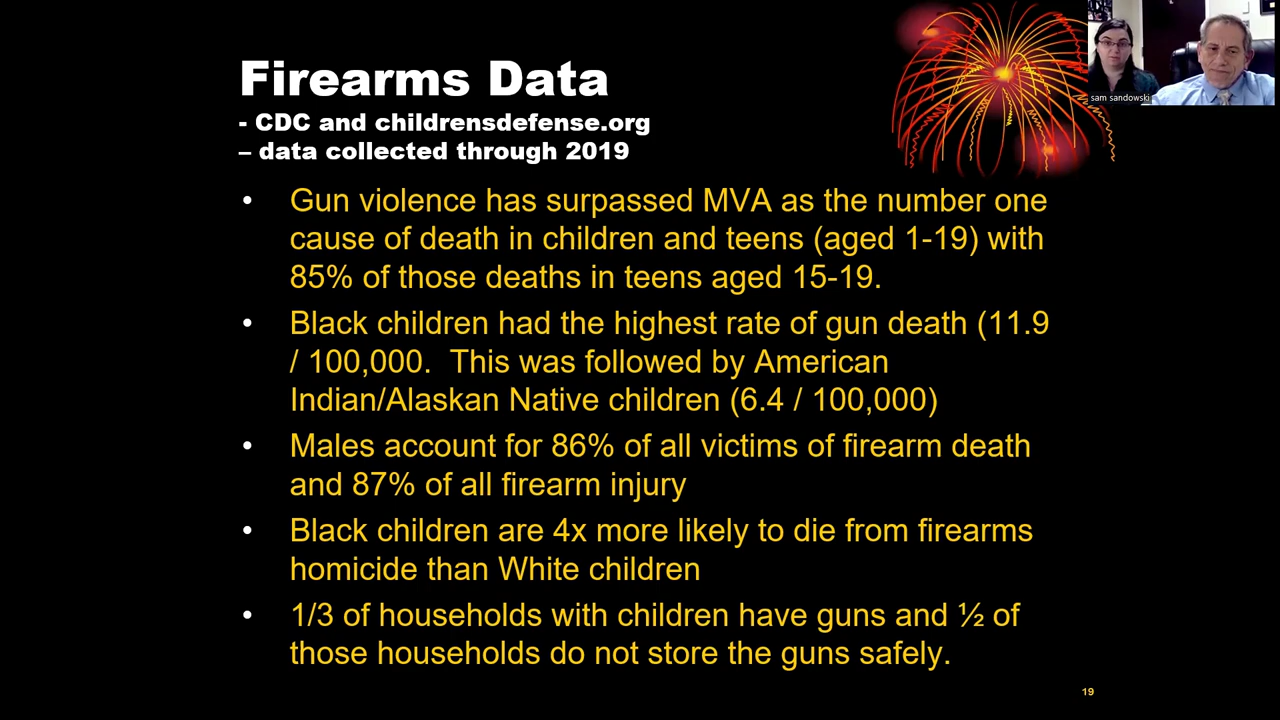 Firearms Data
- CDC and childrensdefense.org
– data collected through 2019
• Gun violence has surpassed MVA as the number one
cause of death in children and teens (aged 1-19) with
85% of those deaths in teens aged 15-19.
• Black children had the highest rate of gun death (11.9
/ 100,000.  This was followed by American
Indian/Alaskan Native children (6.4 / 100,000)
• Males account for 86% of all victims of firearm death
and 87% of all firearm injury
• Black children are 4x more likely to die from firearms
homicide than White children
• 1/3 of households with children have guns and ½ of
those households do not store the guns safely.
sam sandowski
19